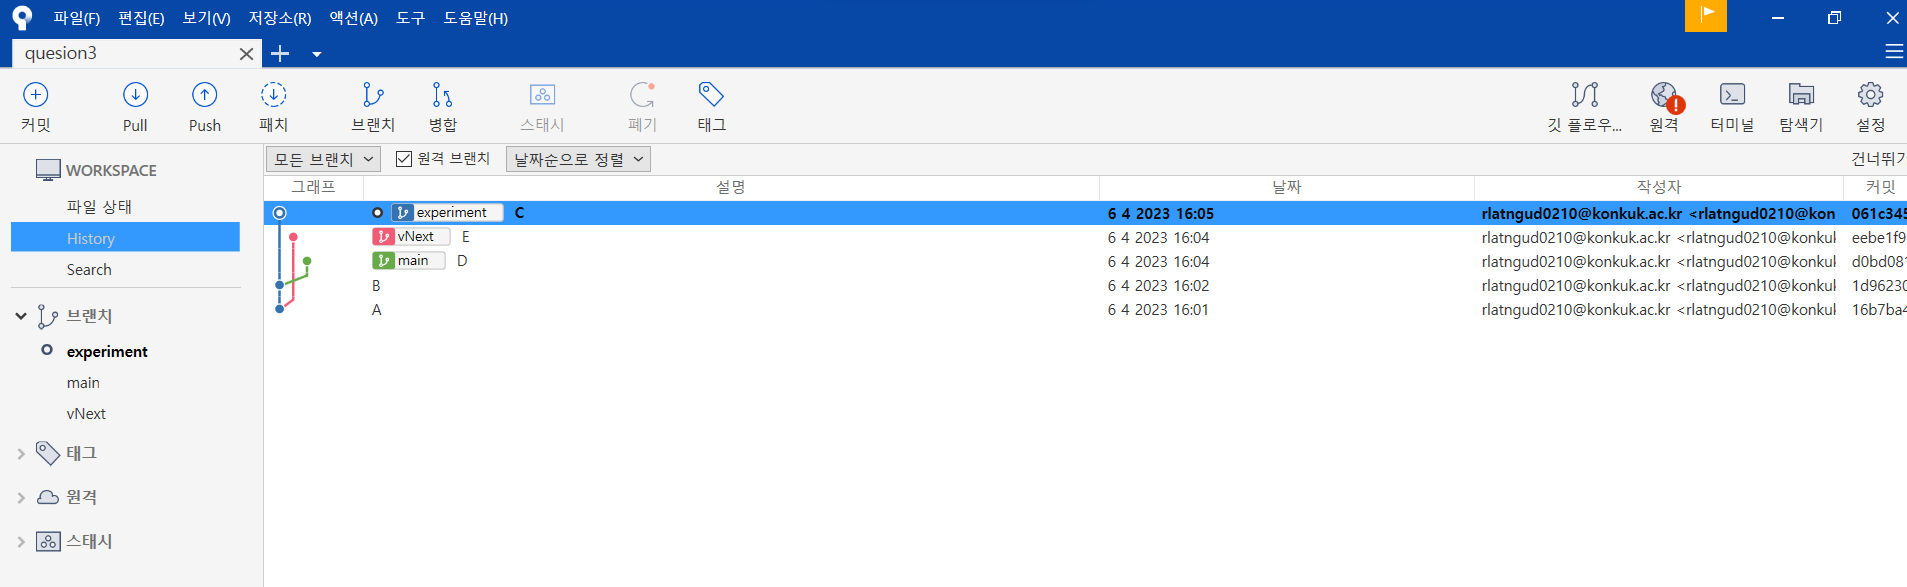 파일(F) 편집(E) 보기(V) 저장소(R) 액션(A) 도구 도움말(H)
quesion3
커밋 Pull Push 패치 브랜치 병합 스태시 폐기 태그 깃 플로우... 원격 터미널 탐색기 설정
WORKSPACE
파일 상태
History
Search
브랜치
experiment
main
vNext
태그
원격
스태시
모든 브랜치 원격 브랜치 날짜순으로 정렬 건너뛰기
그래프 설명 날짜 작성자 커밋
experiment C 6 4 2023 16:05 rlatngud0210@konkuk.ac.kr <rlatngud0210@kon 061c345
vNext E 6 4 2023 16:04 rlatngud0210@konkuk.ac.kr <rlatngud0210@konkuk eebe1f9
main D 6 4 2023 16:04 rlatngud0210@konkuk.ac.kr <rlatngud0210@konkuk d0bd081
B 6 4 2023 16:02 rlatngud0210@konkuk.ac.kr <rlatngud0210@konkuk 1d96230
A 6 4 2023 16:01 rlatngud0210@konkuk.ac.kr <rlatngud0210@konkuk 16b7ba4